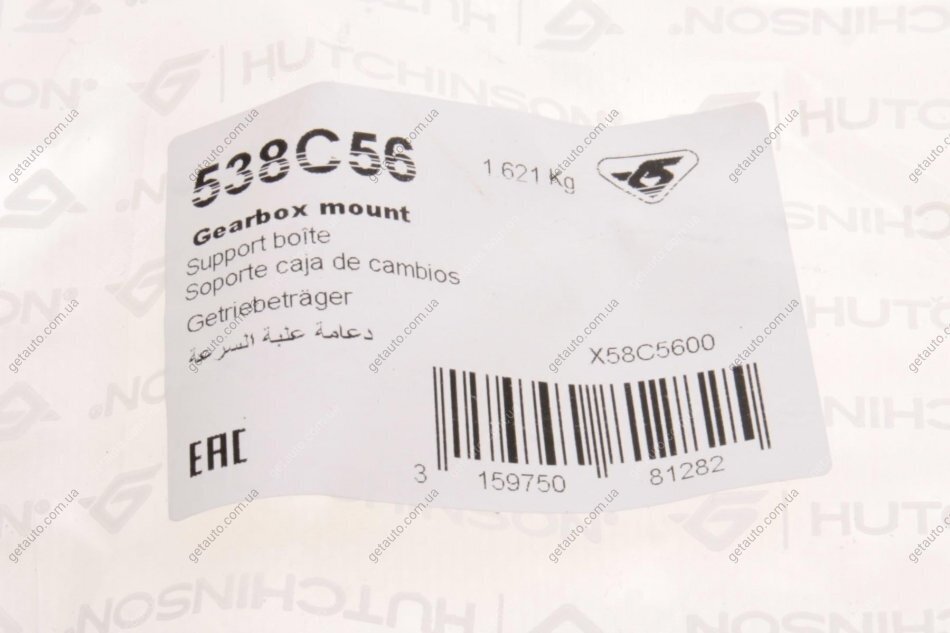 HUTCHINSON
538C56
1.621 Kg
Gearbox mount
Support boîte
Soporte caja de cambios
Getriebeträger
دعامة علبة السرعة
X58C5600
EAC
3 159750 81282
getauto.com.ua